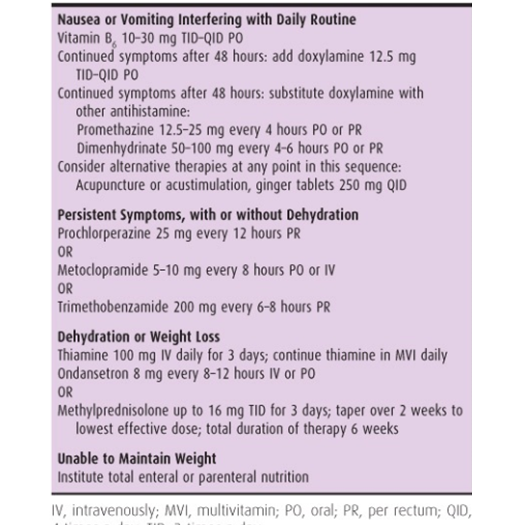 Nausea or Vomiting Interfering with Daily Routine
Vitamin B6 10–30 mg TID–QID PO
Continued symptoms after 48 hours: add doxylamine 12.5 mg
TID–QID PO
Continued symptoms after 48 hours: substitute doxylamine with
other antihistamine:
Promethazine 12.5–25 mg every 4 hours PO or PR
Dimenhydrinate 50–100 mg every 4–6 hours PO or PR
Consider alternative therapies at any point in this sequence:
Acupuncture or acustimulation, ginger tablets 250 mg QID
Persistent Symptoms, with or without Dehydration
Prochlorperazine 25 mg every 12 hours PR
OR
Metoclopramide 5–10 mg every 8 hours PO or IV
OR
Trimethobenzamide 200 mg every 6–8 hours PR
Dehydration or Weight Loss
Thiamine 100 mg IV daily for 3 days; continue thiamine in MVI daily
Ondansetron 8 mg every 8–12 hours IV or PO
OR
Methylprednisolone up to 16 mg TID for 3 days; taper over 2 weeks to
lowest effective dose; total duration of therapy 6 weeks
Unable to Maintain Weight
Institute total enteral or parenteral nutrition
IV, intravenously; MVI, multivitamin; PO, oral; PR, per rectum; QID,